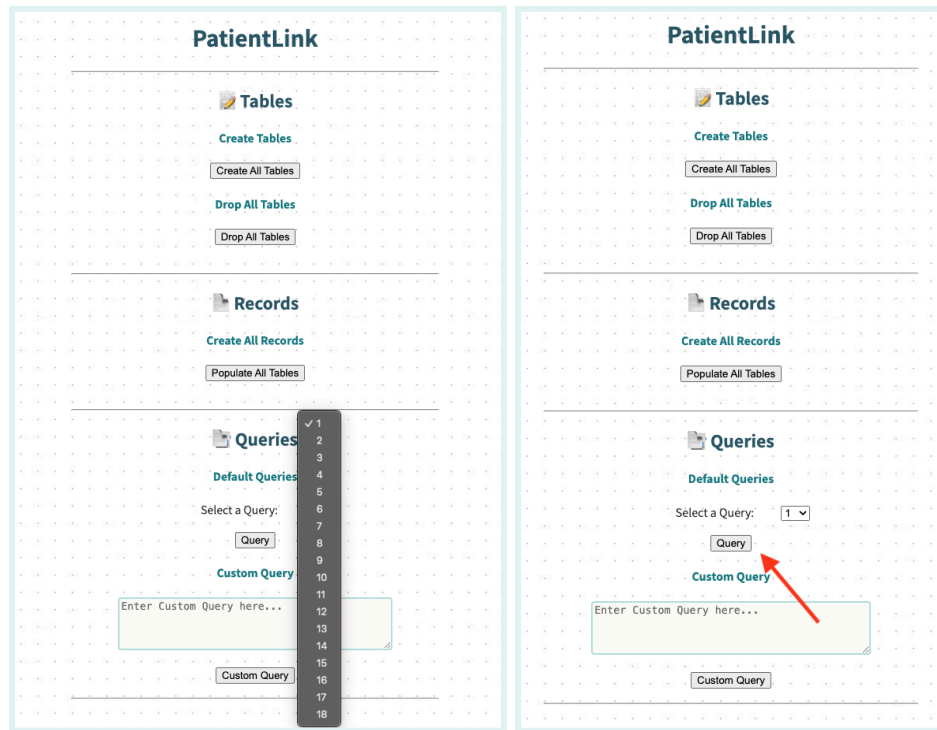 PatientLink
Tables
Create Tables
Create All Tables
Drop All Tables
Drop All Tables
Records
Create All Records
Populate All Tables
Queries
Default Queries
Select a Query:
Query
Custom Query
Enter Custom Query here...
Custom Query
✓ 1
2
3
4
5
6
7
8
9
10
11
12
13
14
15
16
17
18
PatientLink
Tables
Create Tables
Create All Tables
Drop All Tables
Drop All Tables
Records
Create All Records
Populate All Tables
Queries
Default Queries
Select a Query: 1
Query
Custom Query
Enter Custom Query here...
Custom Query